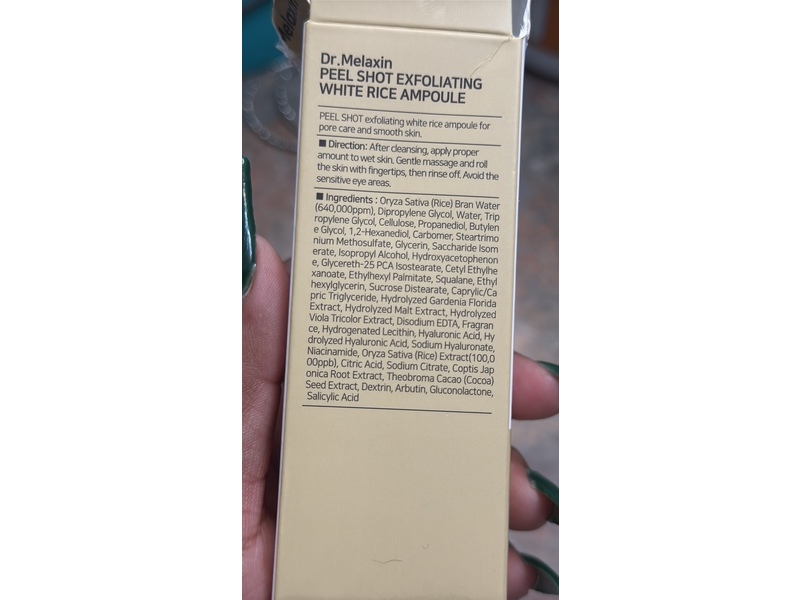 Melaxin
Dr.Melaxin
PEEL SHOT EXFOLIATING
WHITE RICE AMPOULE
PEEL SHOT exfoliating white rice ampoule for
pore care and smooth skin.
■ Direction: After cleansing, apply proper
amount to wet skin. Gentle massage and roll
the skin with fingertips, then rinse off. Avoid the
sensitive eye areas.
■ Ingredients : Oryza Sativa (Rice) Bran Water
(640,000ppm), Dipropylene Glycol, Water, Trip
ropylene Glycol, Cellulose, Propanediol, Butylen
e Glycol, 1,2-Hexanediol, Carbomer, Steartrimo
nium Methosulfate, Glycerin, Saccharide Isom
erate, Isopropyl Alcohol, Hydroxyacetophenon
e, Glycereth-25 PCA Isostearate, Cetyl Ethylhe
xanoate, Ethylhexyl Palmitate, Squalane, Ethyl
hexylglycerin, Sucrose Distearate, Caprylic/Ca
pric Triglyceride, Hydrolyzed Gardenia Florida
Extract, Hydrolyzed Malt Extract, Hydrolyzed
Viola Tricolor Extract, Disodium EDTA, Fragran
ce, Hydrogenated Lecithin, Hyaluronic Acid, Hy
drolyzed Hyaluronic Acid, Sodium Hyaluronate,
Niacinamide, Oryza Sativa (Rice) Extract(100,0
00ppb), Citric Acid, Sodium Citrate, Coptis Jap
onica Root Extract, Theobroma Cacao (Cocoa)
Seed Extract, Dextrin, Arbutin, Gluconolactone,
Salicylic Acid